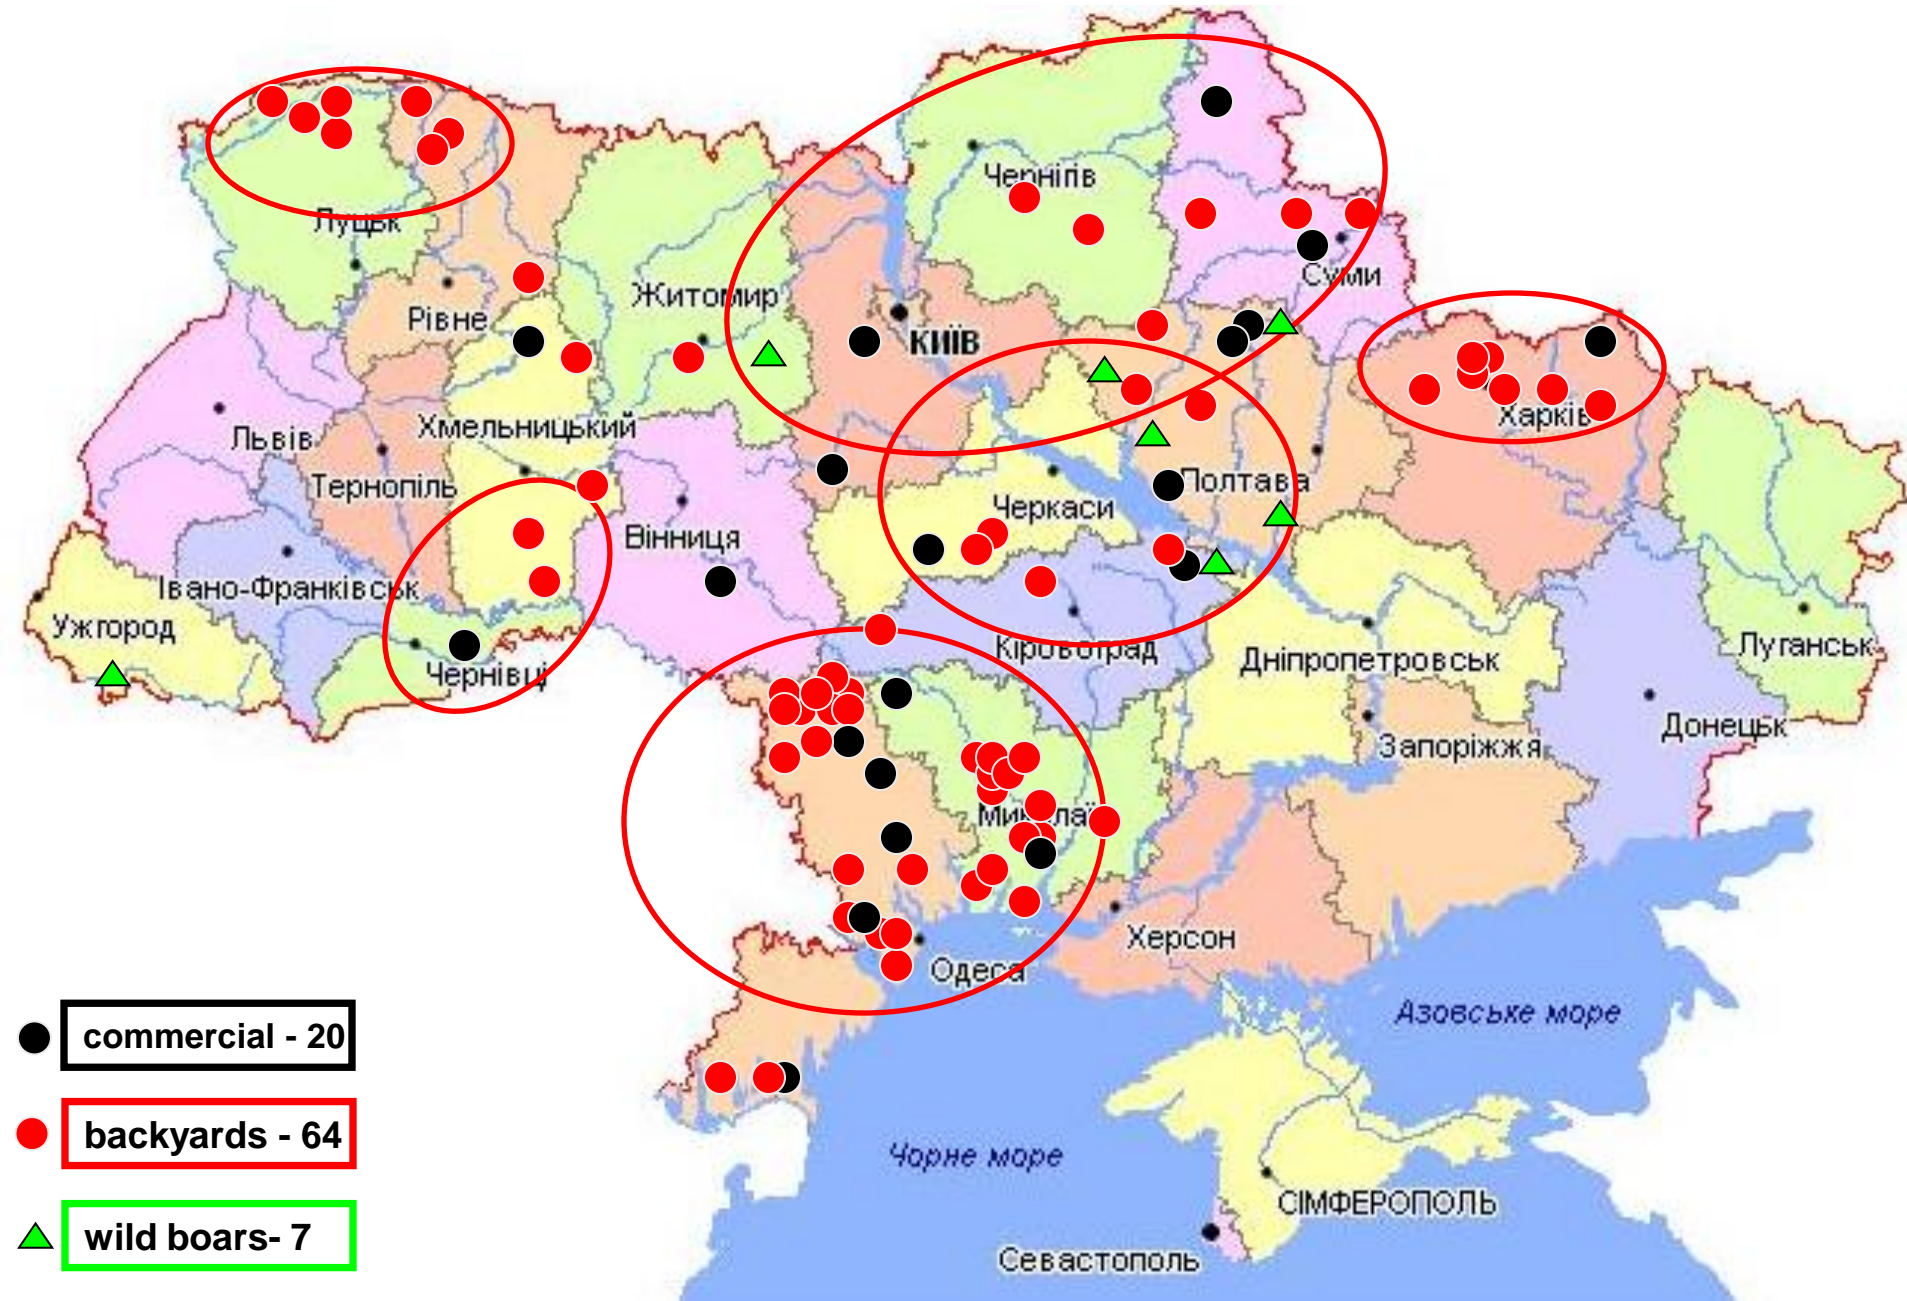 Чернігів
Луцьк
Суми
Житомир
Рівне
КИЇВ
Харків
Хмельницький
Львів
Тернопіль
Полтава
Черкаси
Вінниця
Івано-Франківськ
Ужгород
Кіровоград
Дніпропетровськ
Луганськ
Чернівці
Донецьк
Запоріжжя
Херсон
Одеса
Азовське море
commercial - 20
backyards - 64
Чорне море
СІМФЕРОПОЛЬ
wild boars- 7
Севастополь